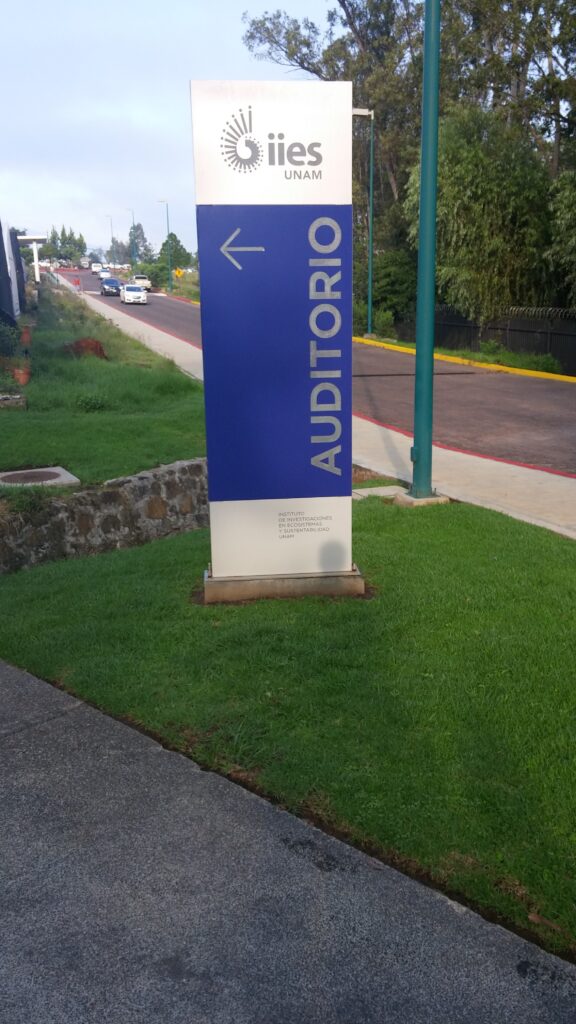 iies
UNAM
AUDITORIO
INSTITUTO
DE INVESTIGACIONES
EN ECOSISTEMAS
Y SUSTENTABILIDAD
UNAM